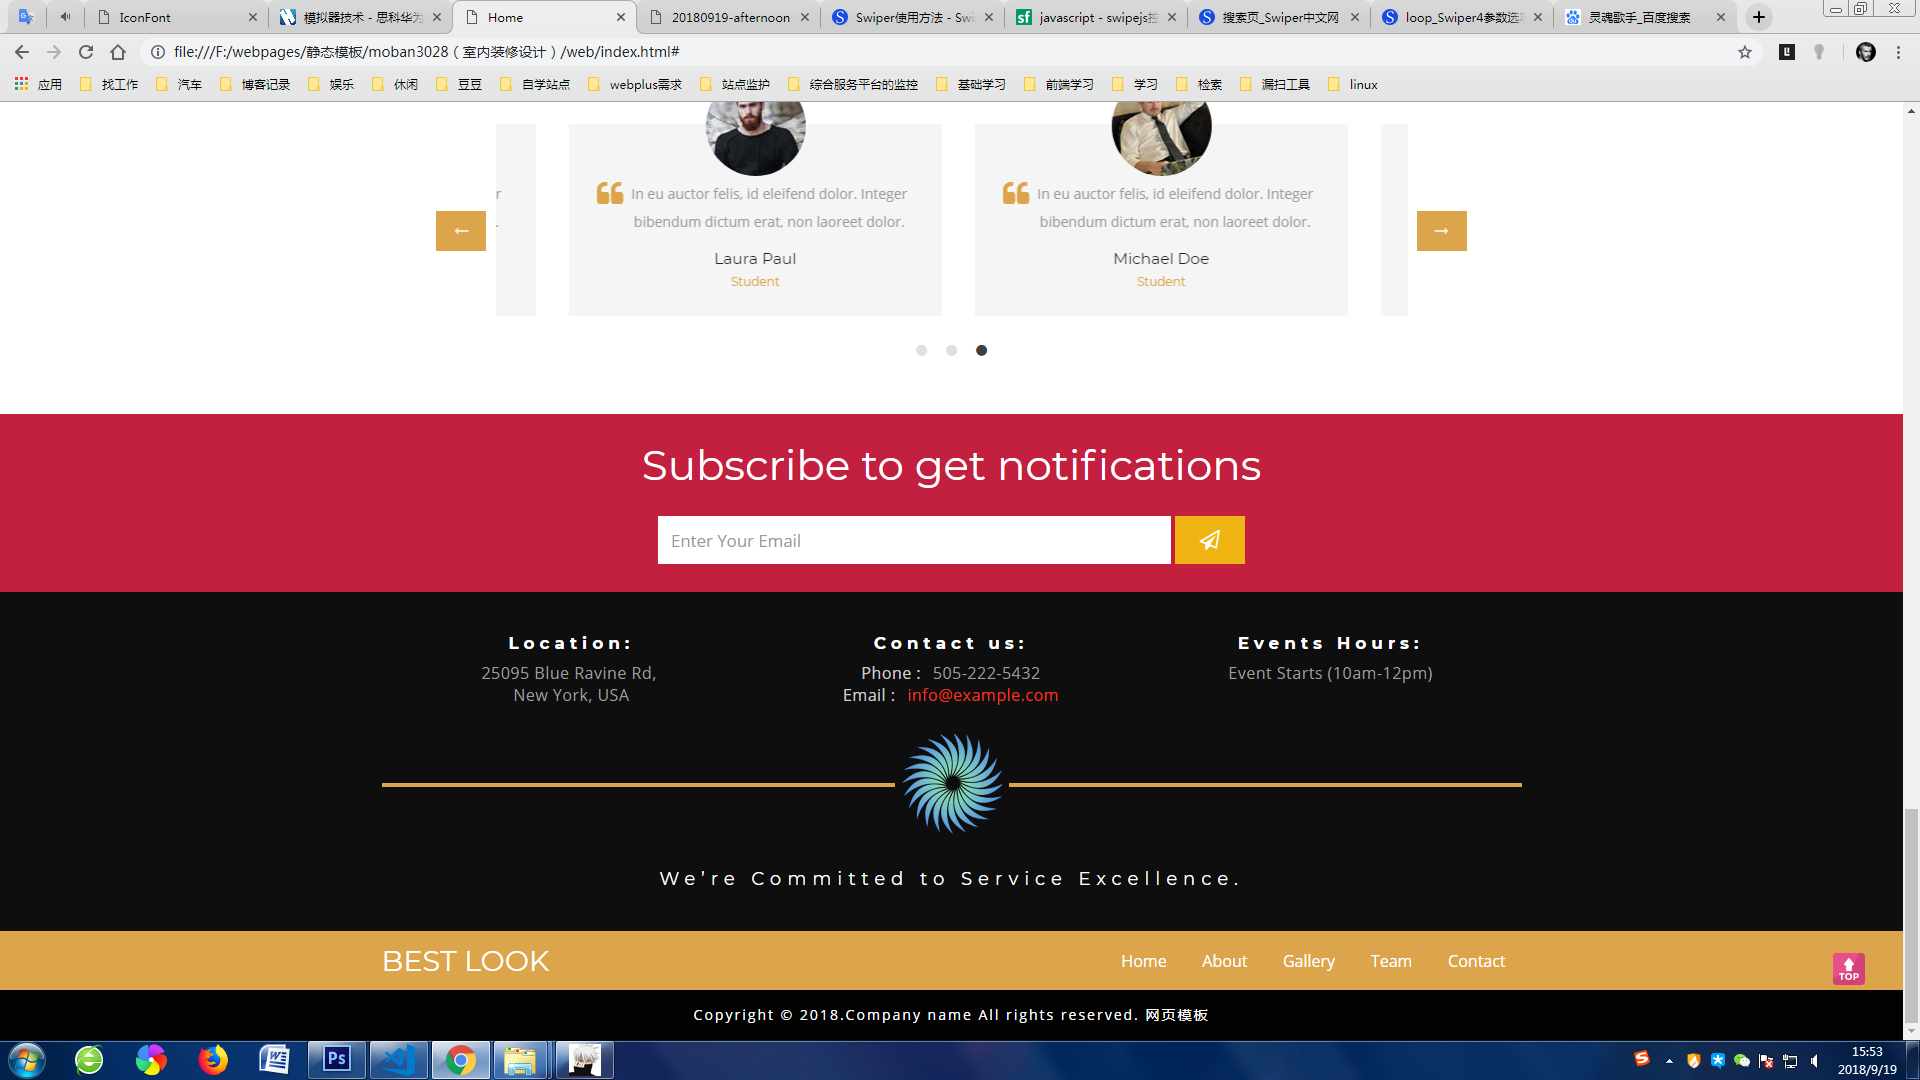 IconFont
模拟器技术 - 思科华为
Home
20180919-afternoon
Swiper使用方法 - Swi
javascript - swipejs控
搜索页_Swiper中文网
loop_Swiper4参数选项
灵魂歌手_百度搜索
file:///F:/webpages/静态模板/moban3028（室内装修设计）/web/index.html#
应用
找工作
汽车
博客记录
娱乐
休闲
豆豆
自学站点
webplus需求
站点监护
综合服务平台的监控
基础学习
前端学习
学习
检索
漏扫工具
linux
r
.
In eu auctor felis, id eleifend dolor. Integer
bibendum dictum erat, non laoreet dolor.
Laura Paul
Student
In eu auctor felis, id eleifend dolor. Integer
bibendum dictum erat, non laoreet dolor.
Michael Doe
Student
Subscribe to get notifications
Enter Your Email
Location:
25095 Blue Ravine Rd,
New York, USA
Contact us:
Phone : 505-222-5432
Email : info@example.com
Events Hours:
Event Starts (10am-12pm)
We’re Committed to Service Excellence.
BEST LOOK
Home
About
Gallery
Team
Contact
TOP
Copyright © 2018.Company name All rights reserved. 网页模板
Ps
15:53
2018/9/19